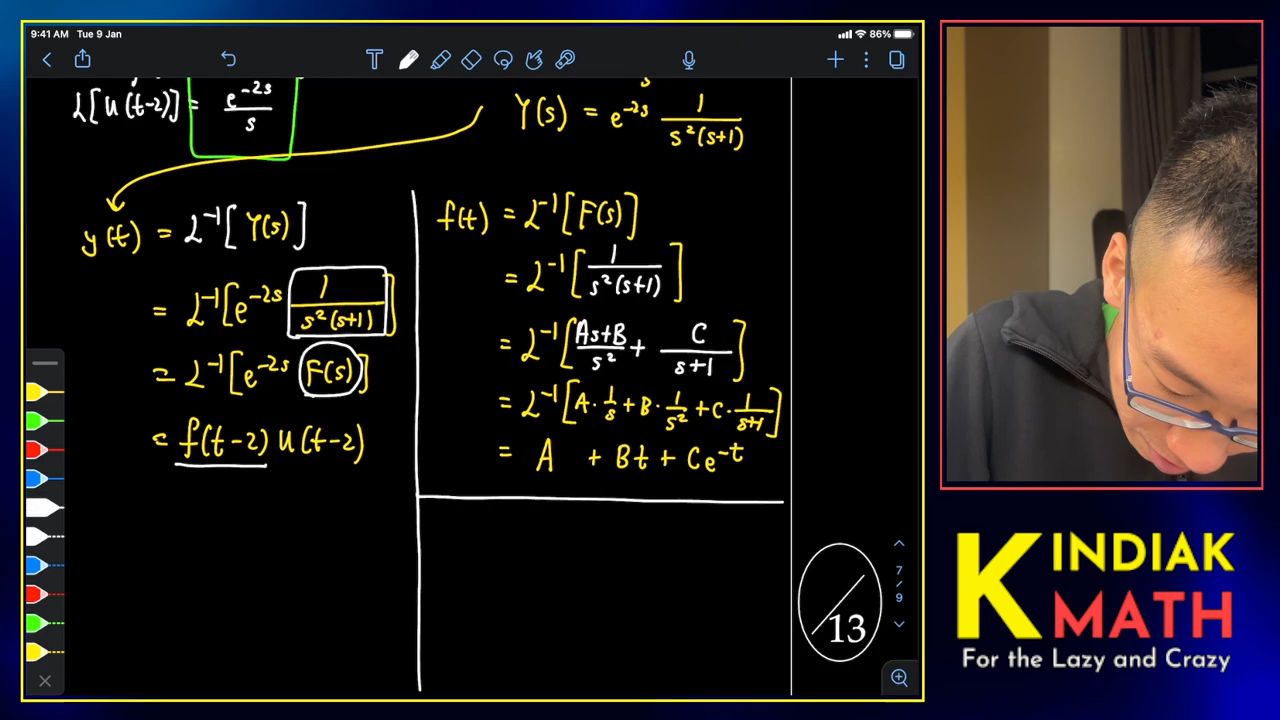 9:41 AM Tue 9 Jan
86%
L[u(t-2)] = e^-2s / s
s
Y(s) = e^-2s 1 / s²(s+1)
y(t) = L^-1[Y(s)]
= L^-1[e^-2s 1 / s²(s+1)]
= L^-1[e^-2s F(s)]
= f(t-2) u(t-2)
f(t) = L^-1[F(s)]
= L^-1[1 / s²(s+1)]
= L^-1[As+B / s² + C / s+1]
= L^-1[A · 1/s + B · 1/s² + C · 1/s+1]
= A + Bt + Ce^-t
7
/
9
/ 13
KINDIAK
MATH
For the Lazy and Crazy